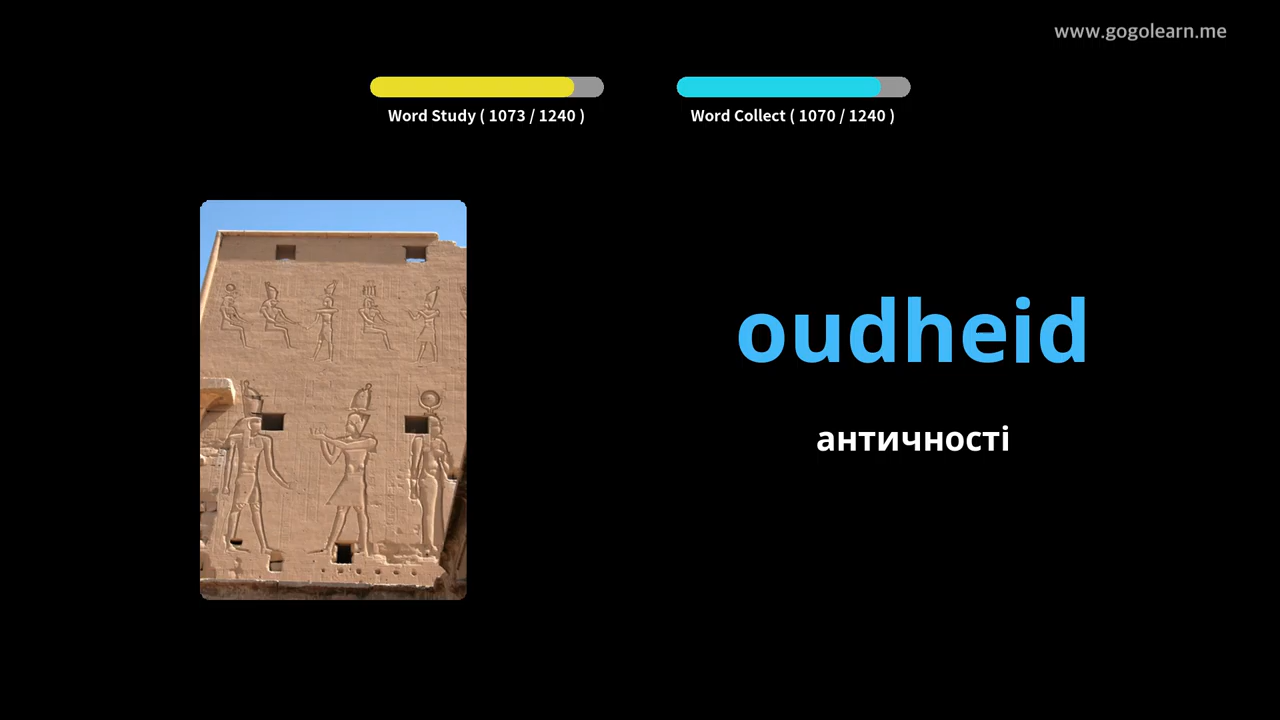 www.gogolearn.me
Word Study ( 1073 / 1240 )
Word Collect ( 1070 / 1240 )
oudheid
античності